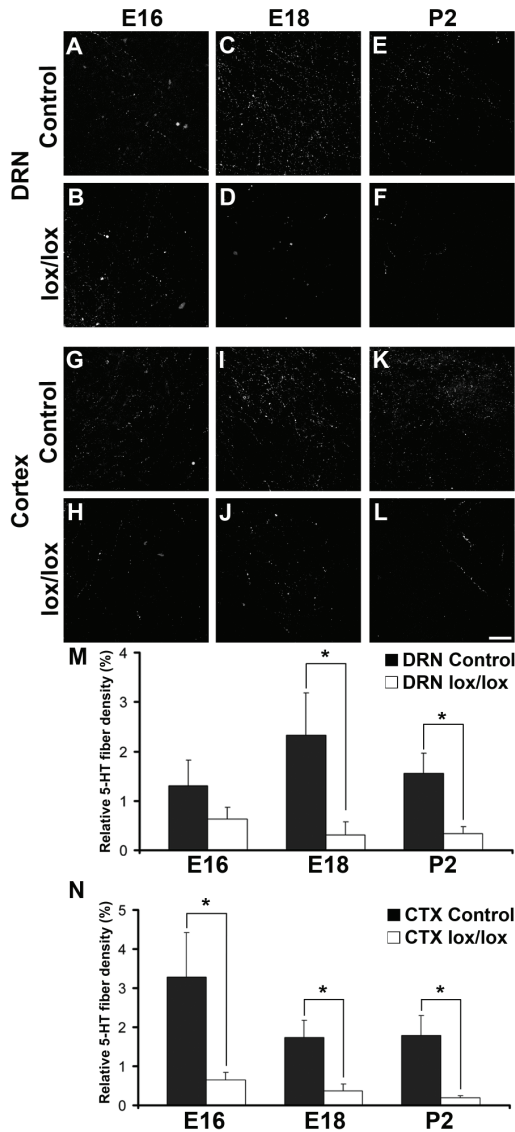 E16 E18 P2
DRN
Control
A C E
lox/lox
B D F
Cortex
Control
G I K
lox/lox
H J L
M
Relative 5-HT fiber density (%)
4
3
2
1
0
DRN Control
DRN lox/lox
*
*
E16 E18 P2
N
Relative 5-HT fiber density (%)
5
4
3
2
1
0
CTX Control
CTX lox/lox
*
*
*
E16 E18 P2